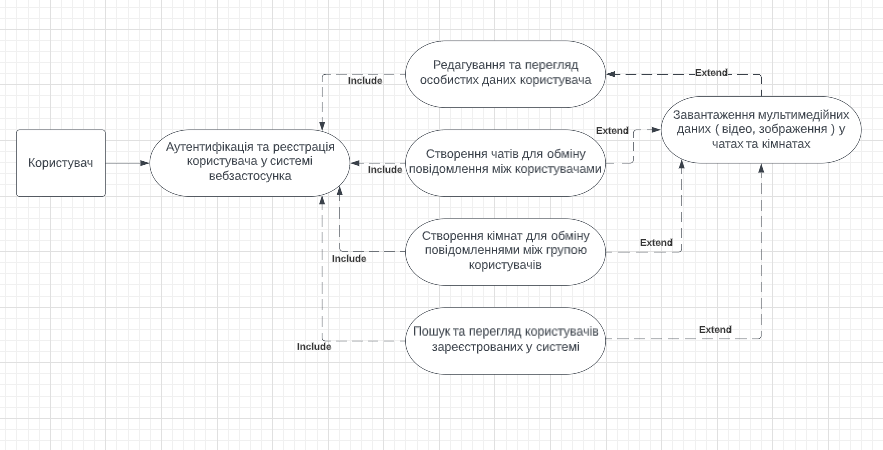 Редагування та перегляд
особистих даних користувача
Include
Extend
Завантаження мультимедійних
даних ( відео, зображення ) у
чатах та кімнатах
Користувач
Аутентифікація та реєстрація
користувача у системі
вебзастосунка
Extend
Створення чатів для обміну
повідомлення між користувачами
Include
Створення кімнат для обміну
повідомленнями між групою
користувачів
Extend
Include
Пошук та перегляд користувачів
зареєстрованих у системі
Extend
Include